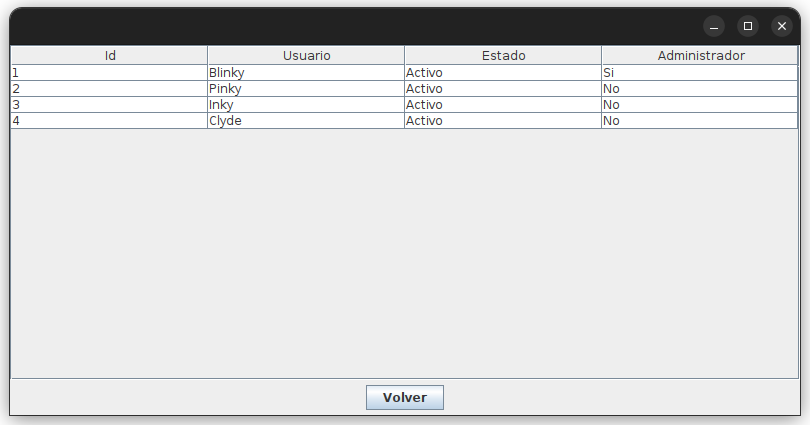 Id Usuario Estado Administrador
1 Blinky Activo Si
2 Pinky Activo No
3 Inky Activo No
4 Clyde Activo No
Volver